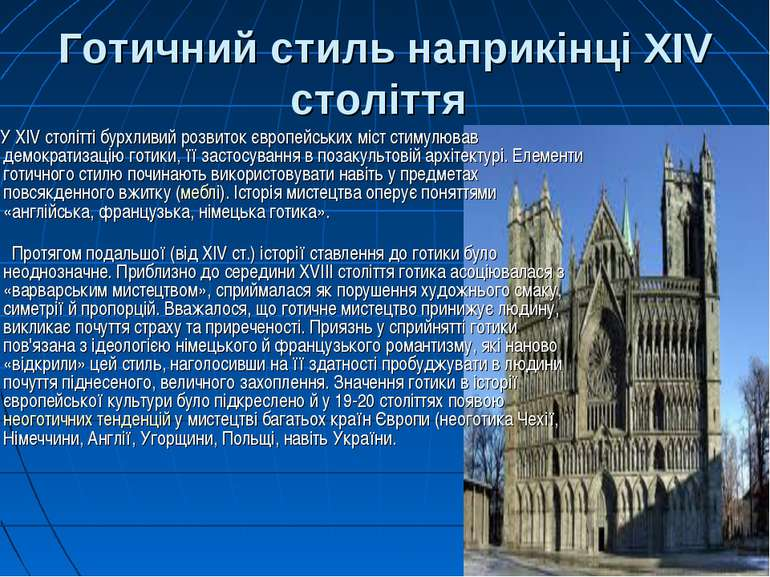 Готичний стиль наприкінці XIV
століття
У XIV столітті бурхливий розвиток європейських міст стимулював
демократизацію готики, її застосування в позакультовій архітектурі. Елементи
готичного стилю починають використовувати навіть у предметах
повсякденного вжитку (меблі). Історія мистецтва оперує поняттями
«англійська, французька, німецька готика».
Протягом подальшої (від XIV ст.) історії ставлення до готики було
неоднозначне. Приблизно до середини XVIII століття готика асоціювалася з
«варварським мистецтвом», сприймалася як порушення художнього смаку,
симетрії й пропорцій. Вважалося, що готичне мистецтво принижує людину,
викликає почуття страху та приреченості. Приязнь у сприйнятті готики
пов'язана з ідеологією німецького й французького романтизму, які наново
«відкрили» цей стиль, наголосивши на її здатності пробуджувати в людини
почуття піднесеного, величного захоплення. Значення готики в історії
європейської культури було підкреслено й у 19-20 століттях появою
неоготичних тенденцій у мистецтві багатьох країн Європи (неоготика Чехії,
Німеччини, Англії, Угорщини, Польщі, навіть України.